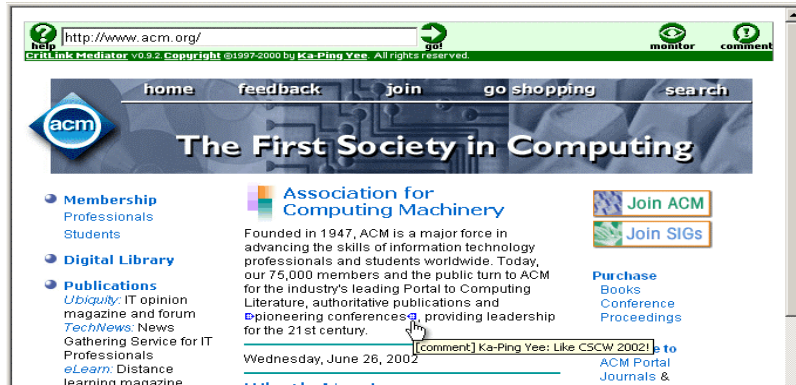 http://www.acm.org/
help
go!
monitor
comment
CritLink Mediator v0.9.2. Copyright ©1997-2000 by Ka-Ping Yee. All rights reserved.
home feedback join go shopping search
acm
The First Society in Computing
Membership
Professionals
Students
Digital Library
Publications
Ubiquity: IT opinion
magazine and forum
TechNews: News
Gathering Service for IT
Professionals
eLearn: Distance
learning magazine
Association for
Computing Machinery
Founded in 1947, ACM is a major force in
advancing the skills of information technology
professionals and students worldwide. Today,
our 75,000 members and the public turn to ACM
for the industry's leading Portal to Computing
Literature, authoritative publications and
pioneering conferences, providing leadership
for the 21st century.
[comment] Ka-Ping Yee: Like CSCW 2002!
Wednesday, June 26, 2002
Join ACM
Join SIGs
Purchase
Books
Conference
Proceedings
e to
ACM Portal
Journals &